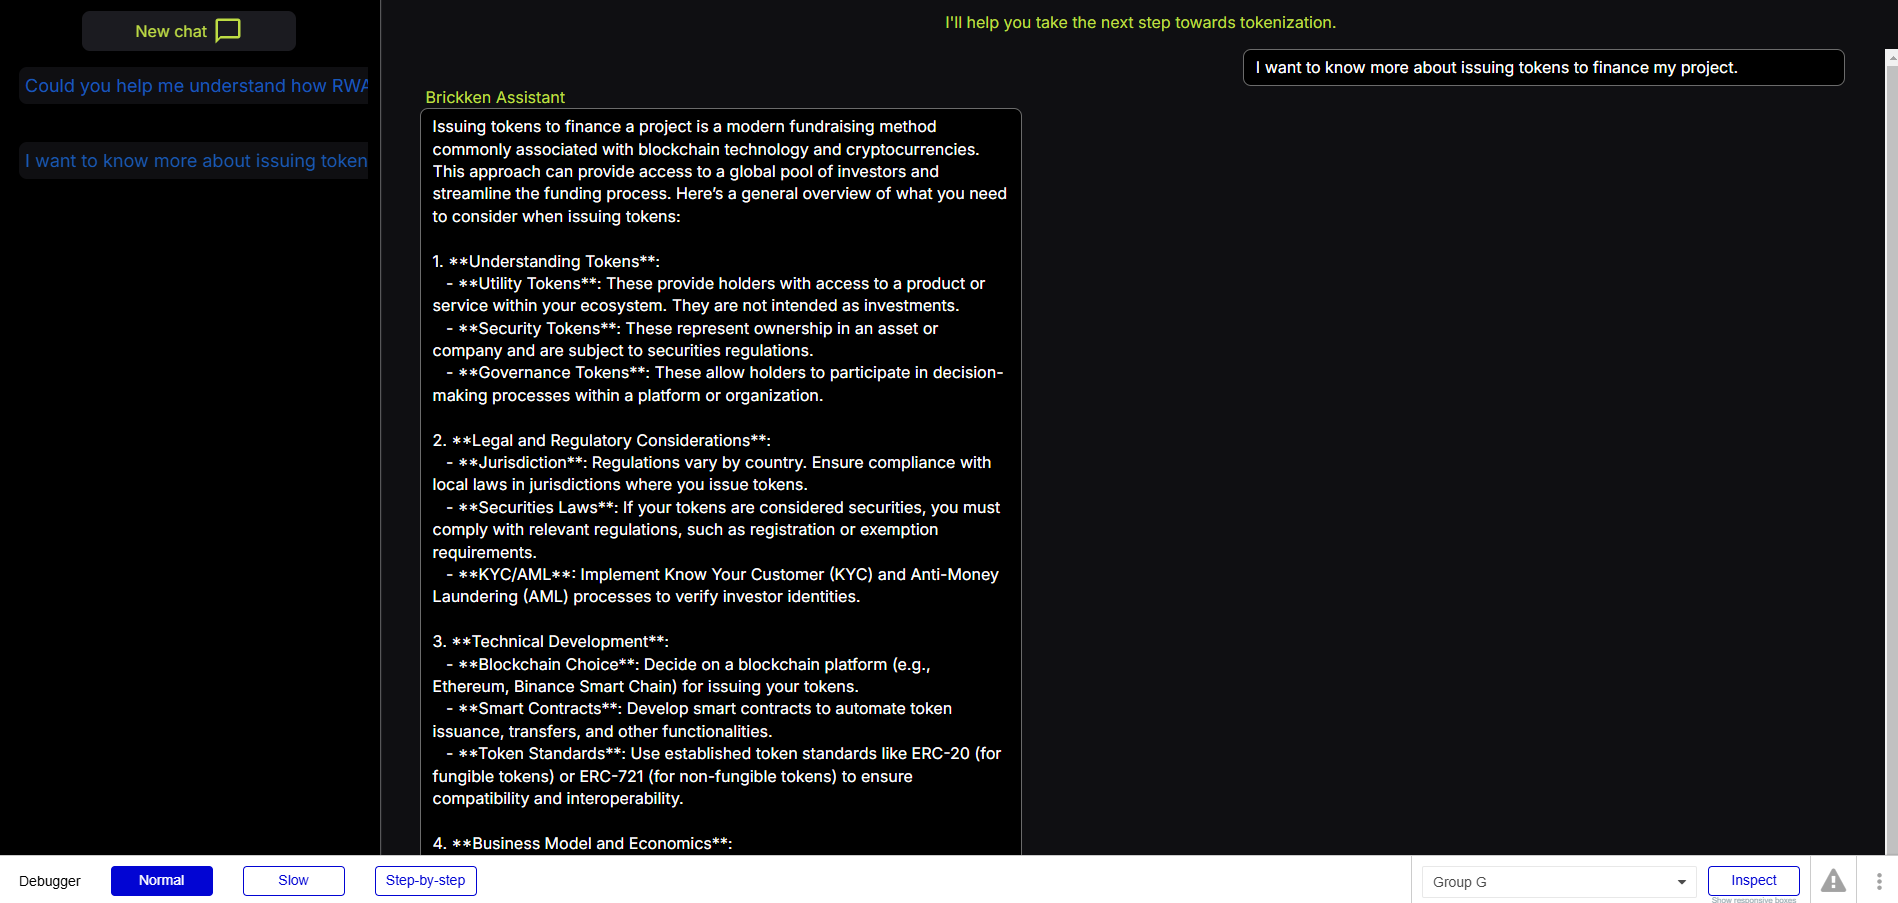 New chat
Could you help me understand how RWA
I want to know more about issuing token
I'll help you take the next step towards tokenization.
I want to know more about issuing tokens to finance my project.
Brickken Assistant
Issuing tokens to finance a project is a modern fundraising method
commonly associated with blockchain technology and cryptocurrencies.
This approach can provide access to a global pool of investors and
streamline the funding process. Here’s a general overview of what you need
to consider when issuing tokens:
1. **Understanding Tokens**:
- **Utility Tokens**: These provide holders with access to a product or
service within your ecosystem. They are not intended as investments.
- **Security Tokens**: These represent ownership in an asset or
company and are subject to securities regulations.
- **Governance Tokens**: These allow holders to participate in decision-
making processes within a platform or organization.
2. **Legal and Regulatory Considerations**:
- **Jurisdiction**: Regulations vary by country. Ensure compliance with
local laws in jurisdictions where you issue tokens.
- **Securities Laws**: If your tokens are considered securities, you must
comply with relevant regulations, such as registration or exemption
requirements.
- **KYC/AML**: Implement Know Your Customer (KYC) and Anti-Money
Laundering (AML) processes to verify investor identities.
3. **Technical Development**:
- **Blockchain Choice**: Decide on a blockchain platform (e.g.,
Ethereum, Binance Smart Chain) for issuing your tokens.
- **Smart Contracts**: Develop smart contracts to automate token
issuance, transfers, and other functionalities.
- **Token Standards**: Use established token standards like ERC-20 (for
fungible tokens) or ERC-721 (for non-fungible tokens) to ensure
compatibility and interoperability.
4. **Business Model and Economics**:
Debugger
Normal
Slow
Step-by-step
Group G
Inspect
Show responsive boxes